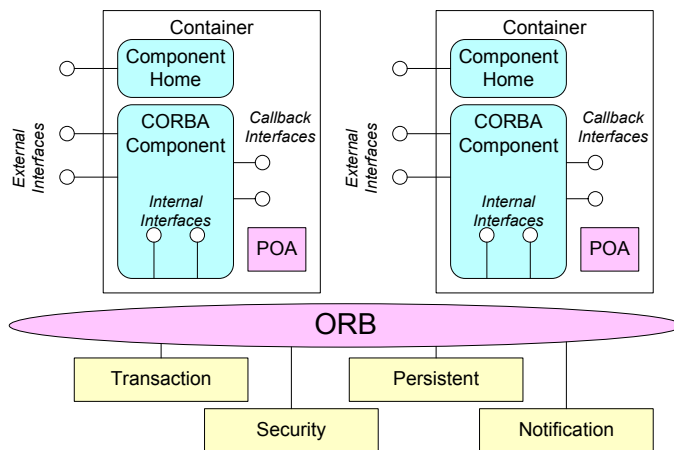 Container
Component
Home
CORBA
Component
Callback
Interfaces
External
Interfaces
Internal
Interfaces
POA
Container
Component
Home
CORBA
Component
Callback
Interfaces
External
Interfaces
Internal
Interfaces
POA
ORB
Transaction
Persistent
Security
Notification